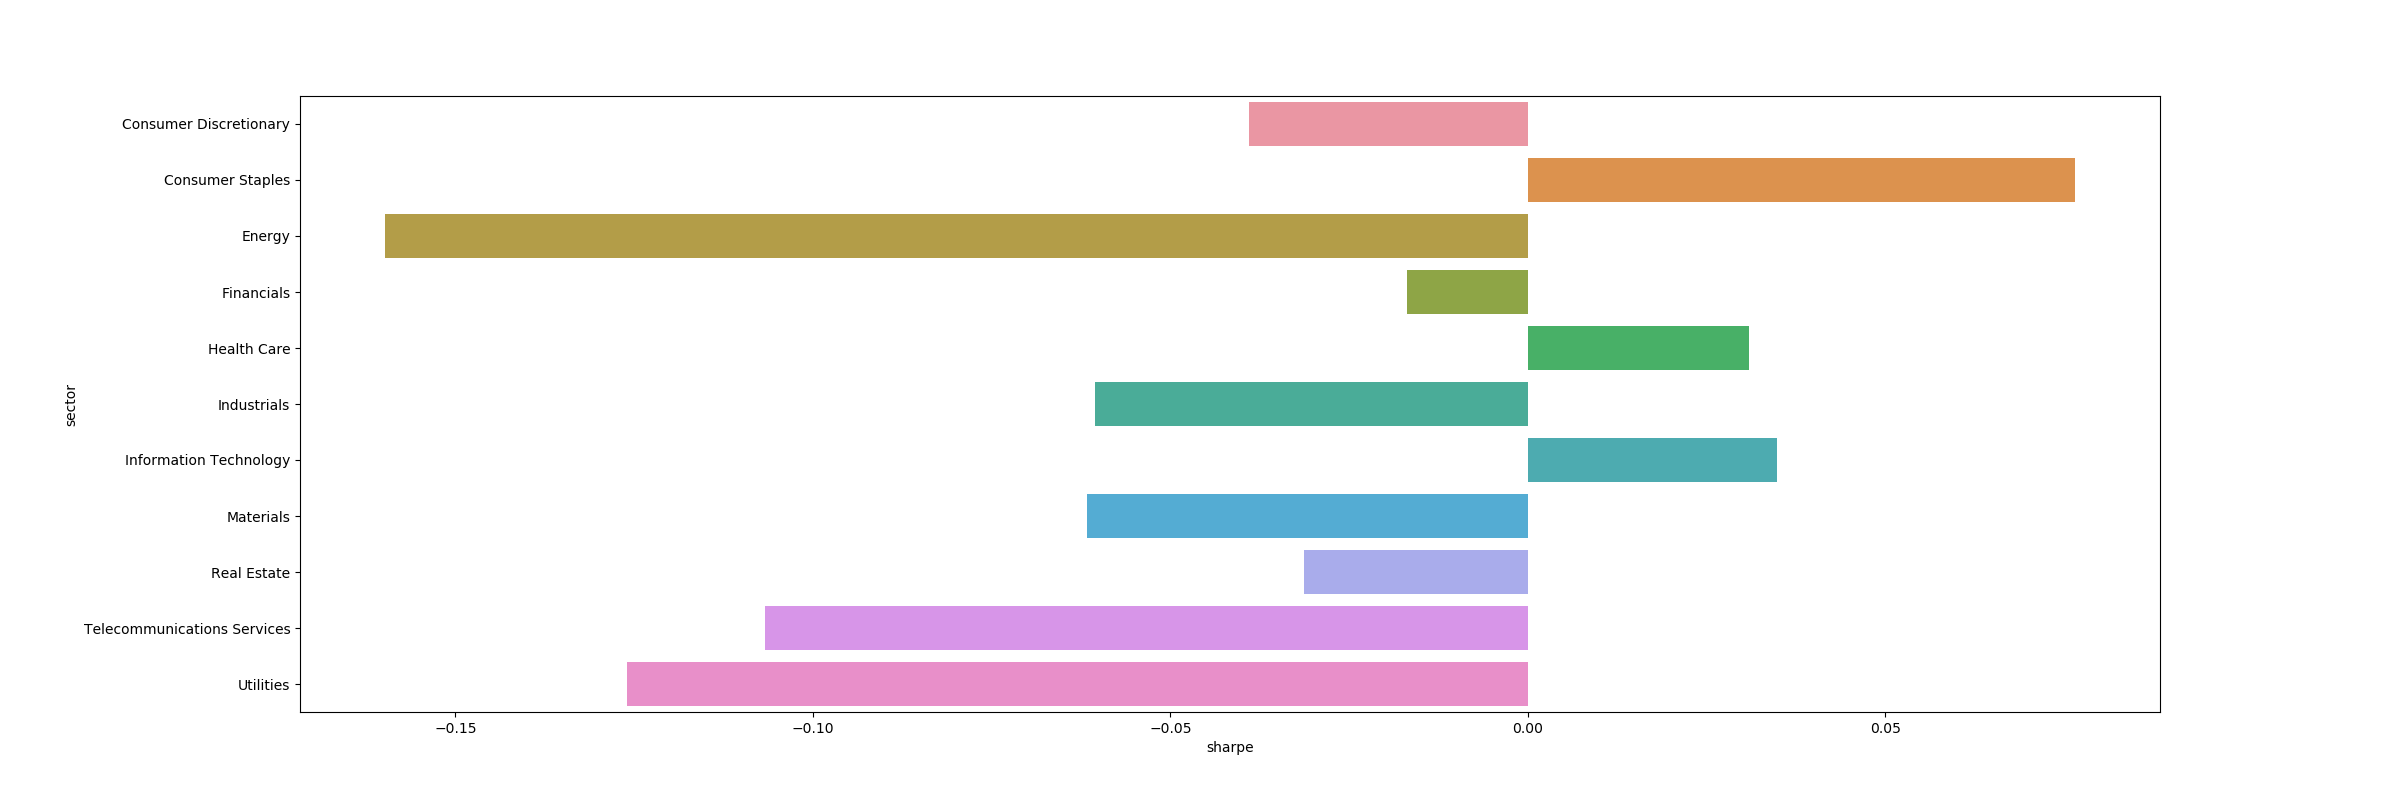 Consumer Discretionary
Consumer Staples
Energy
Financials
Health Care
Industrials
sector
Information Technology
Materials
Real Estate
Telecommunications Services
Utilities
−0.15 −0.10 −0.05 0.00 0.05
sharpe